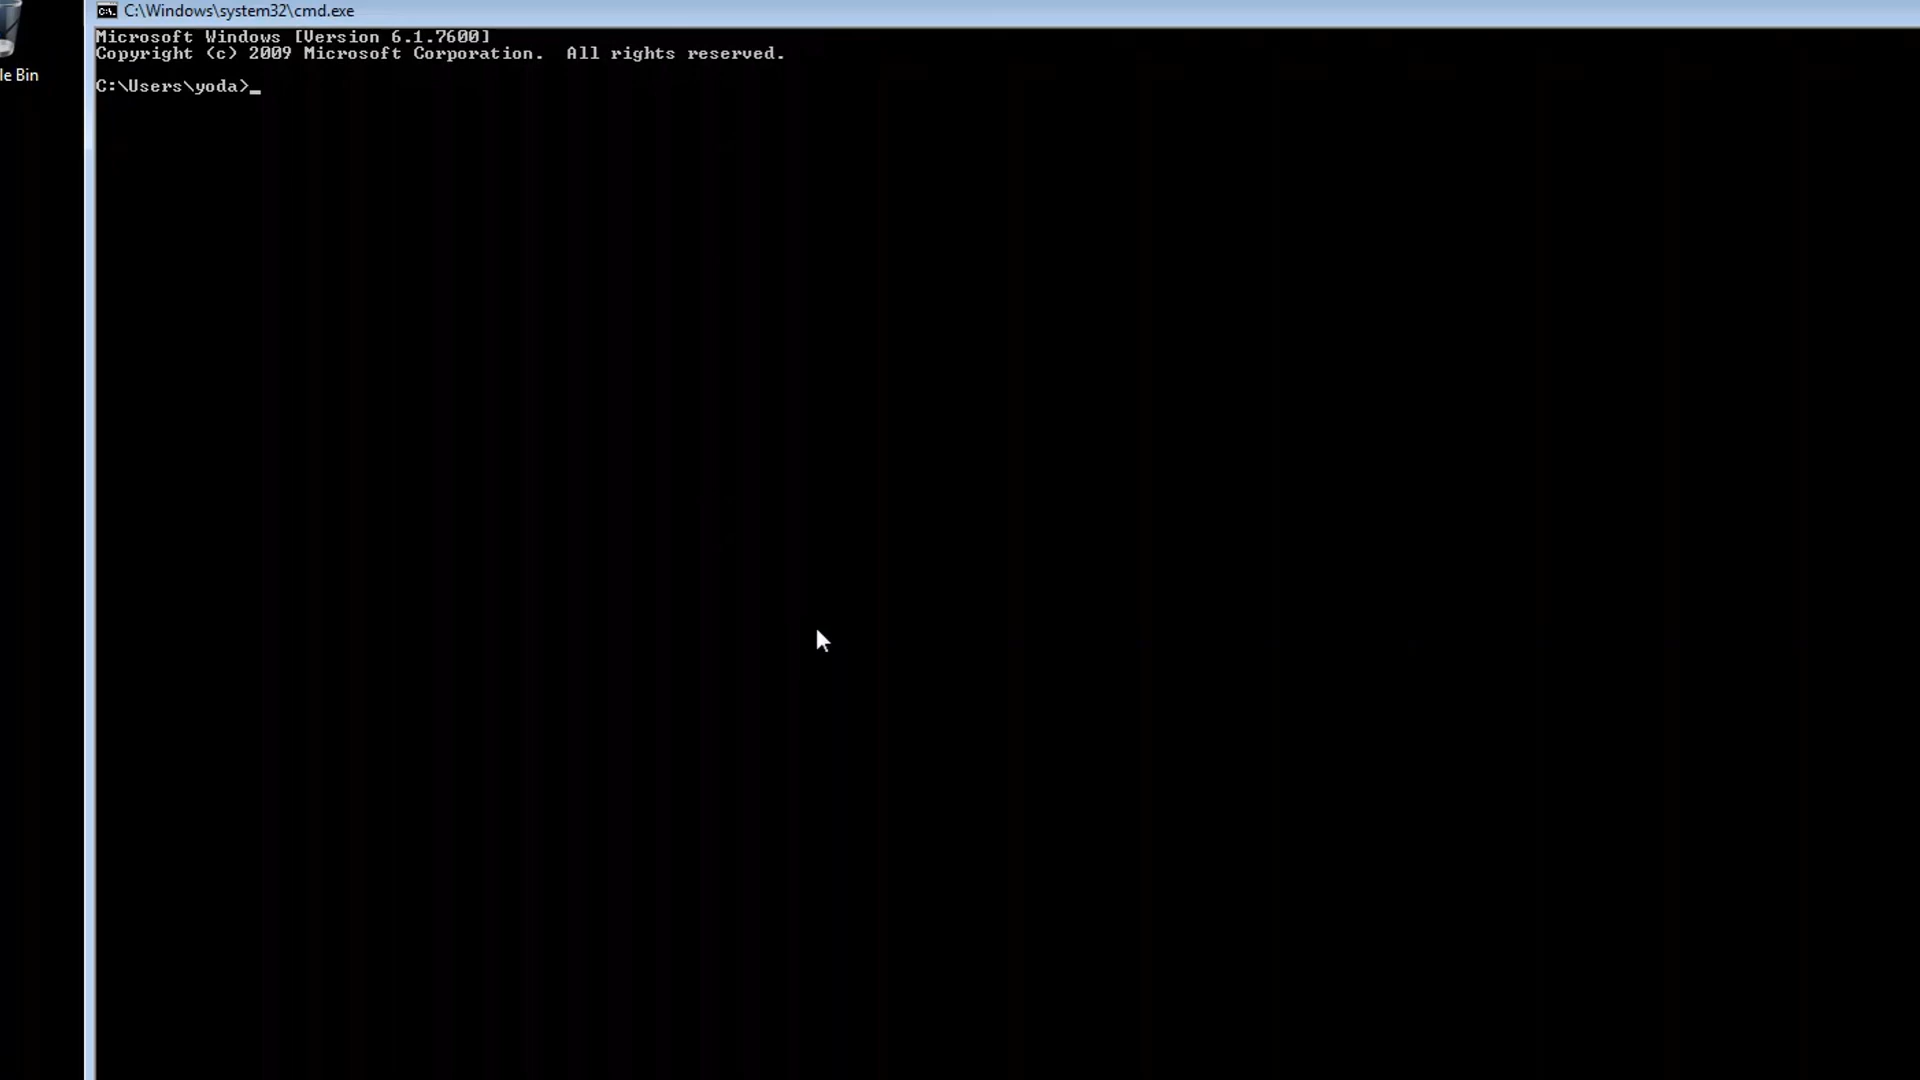 C:\Windows\system32\cmd.exe
Microsoft Windows [Version 6.1.7600]
Copyright (c) 2009 Microsoft Corporation.  All rights reserved.
le Bin
C:\Users\yoda>_